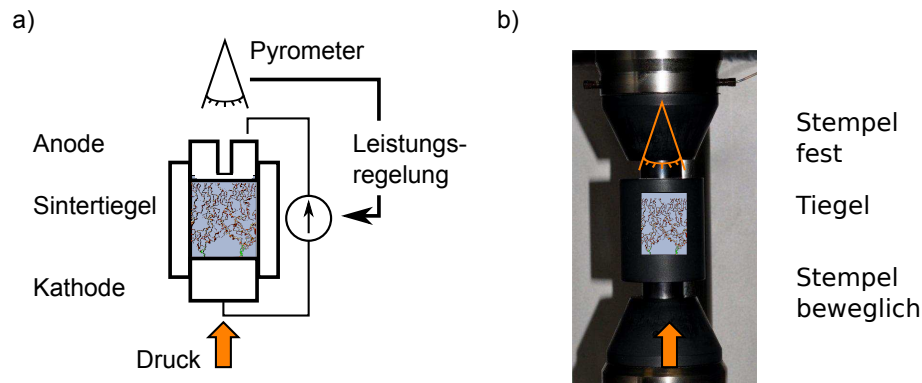 a)
Pyrometer
Anode
Leistungs-
regelung
Sintertiegel
Kathode
Druck
b)
Stempel
fest
Tiegel
Stempel
beweglich